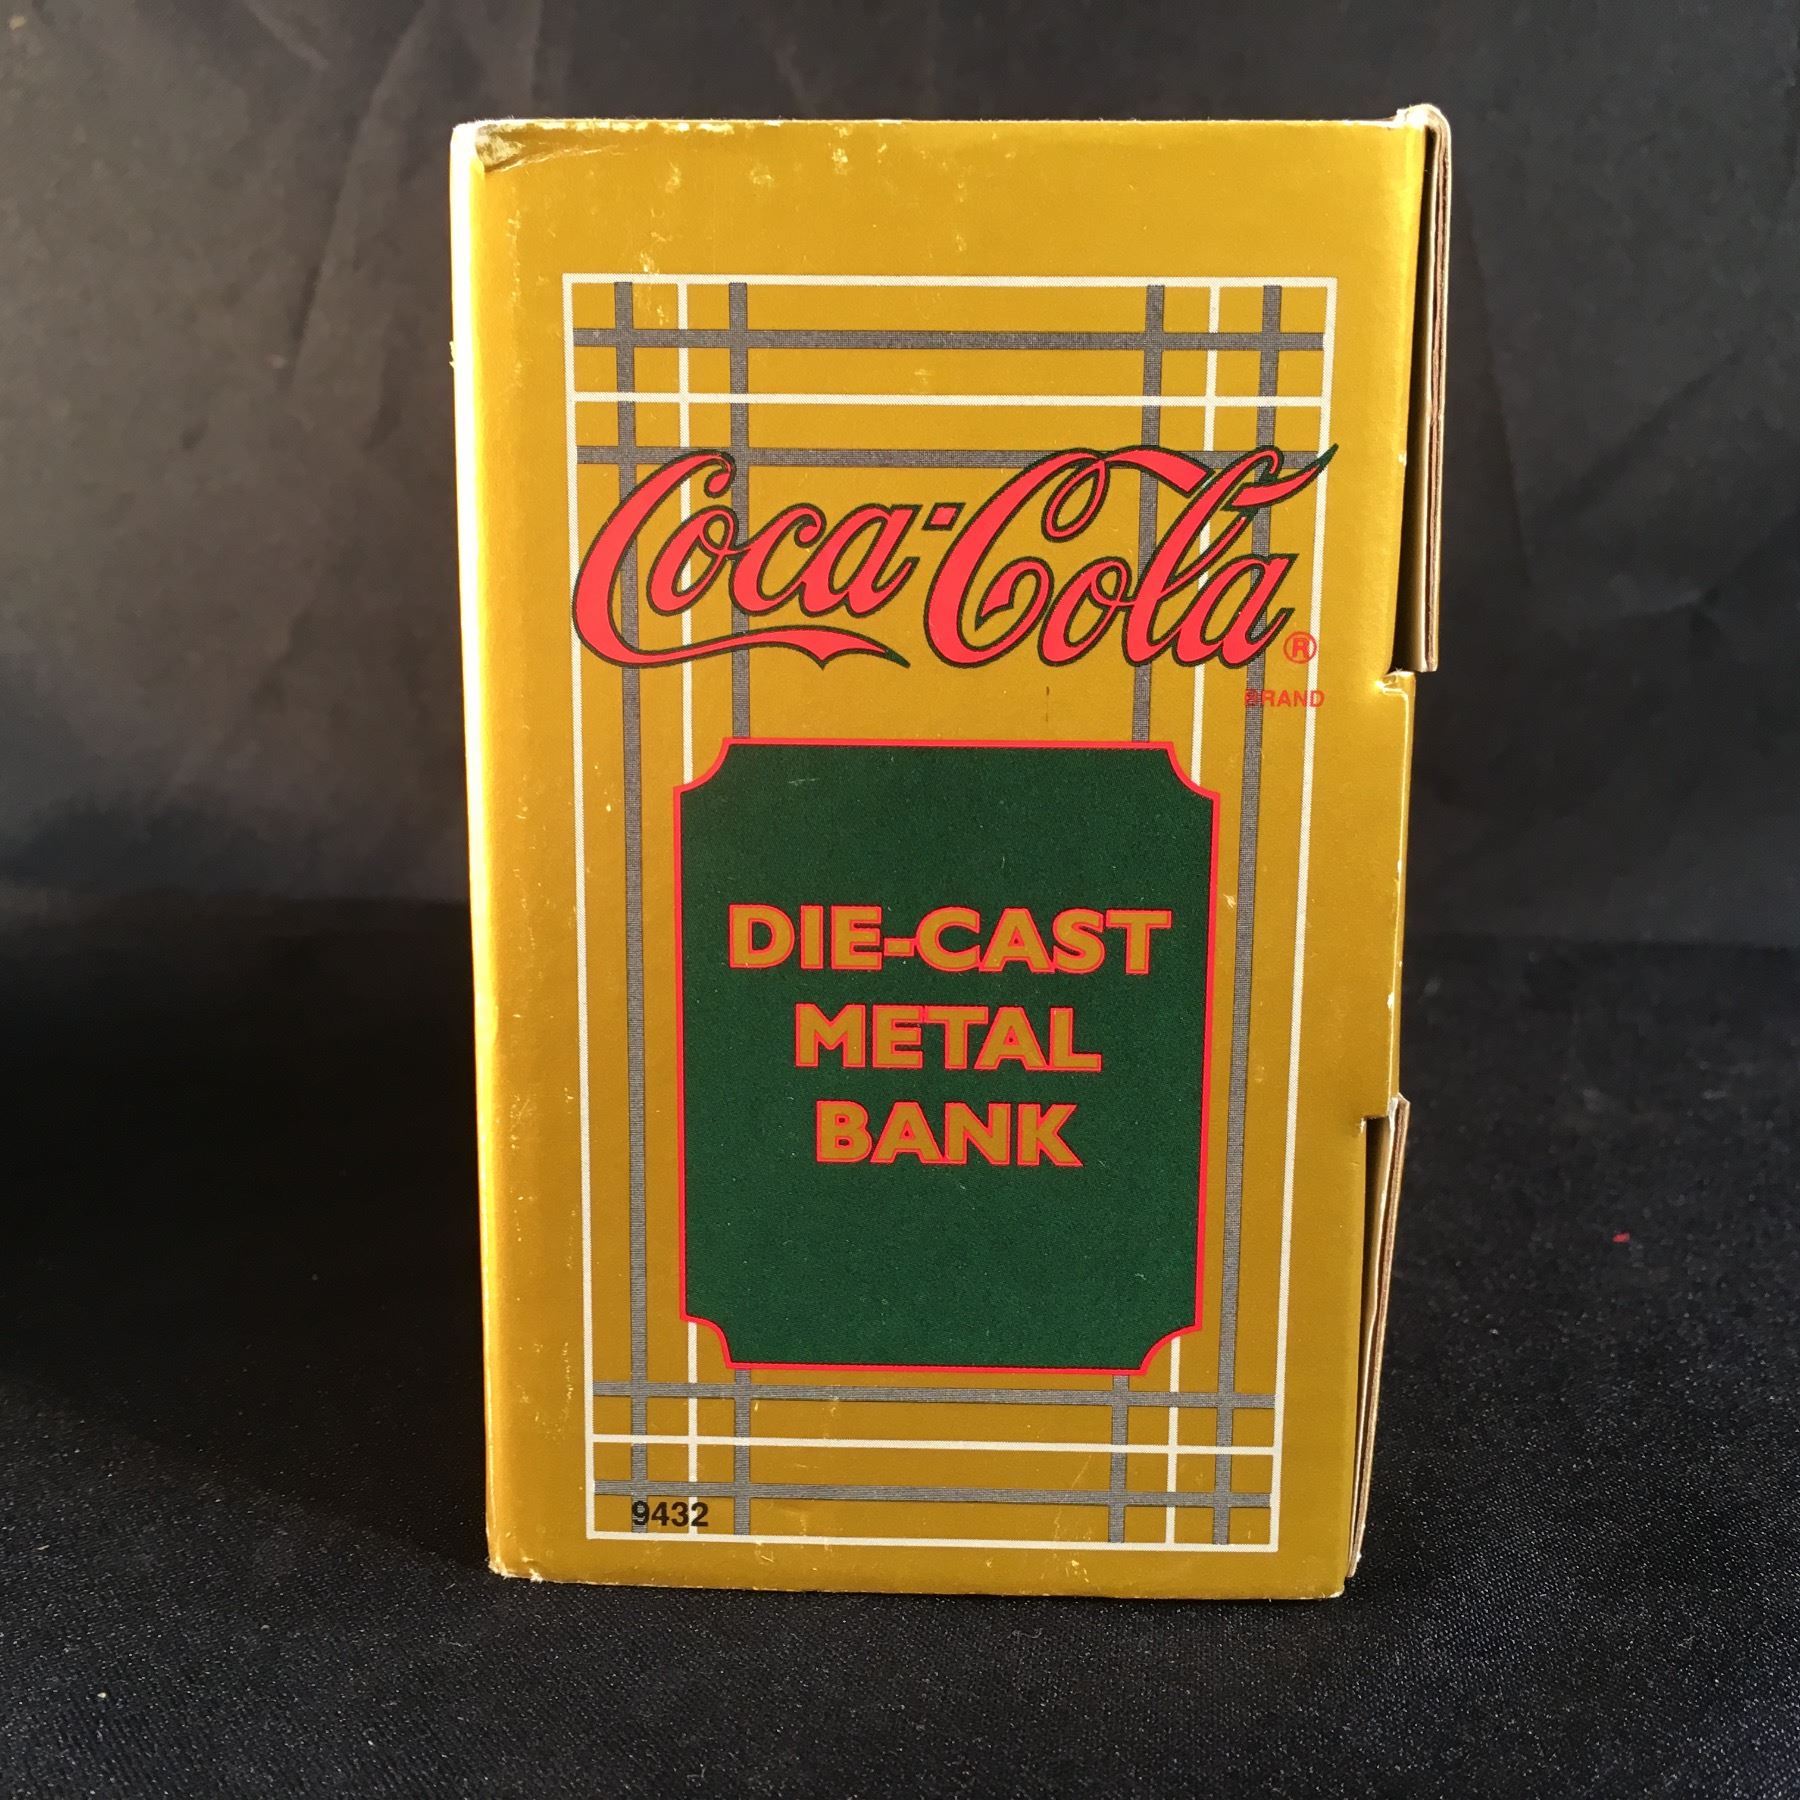 Coca-Cola®
BRAND
DIE-CAST
METAL
BANK
9432